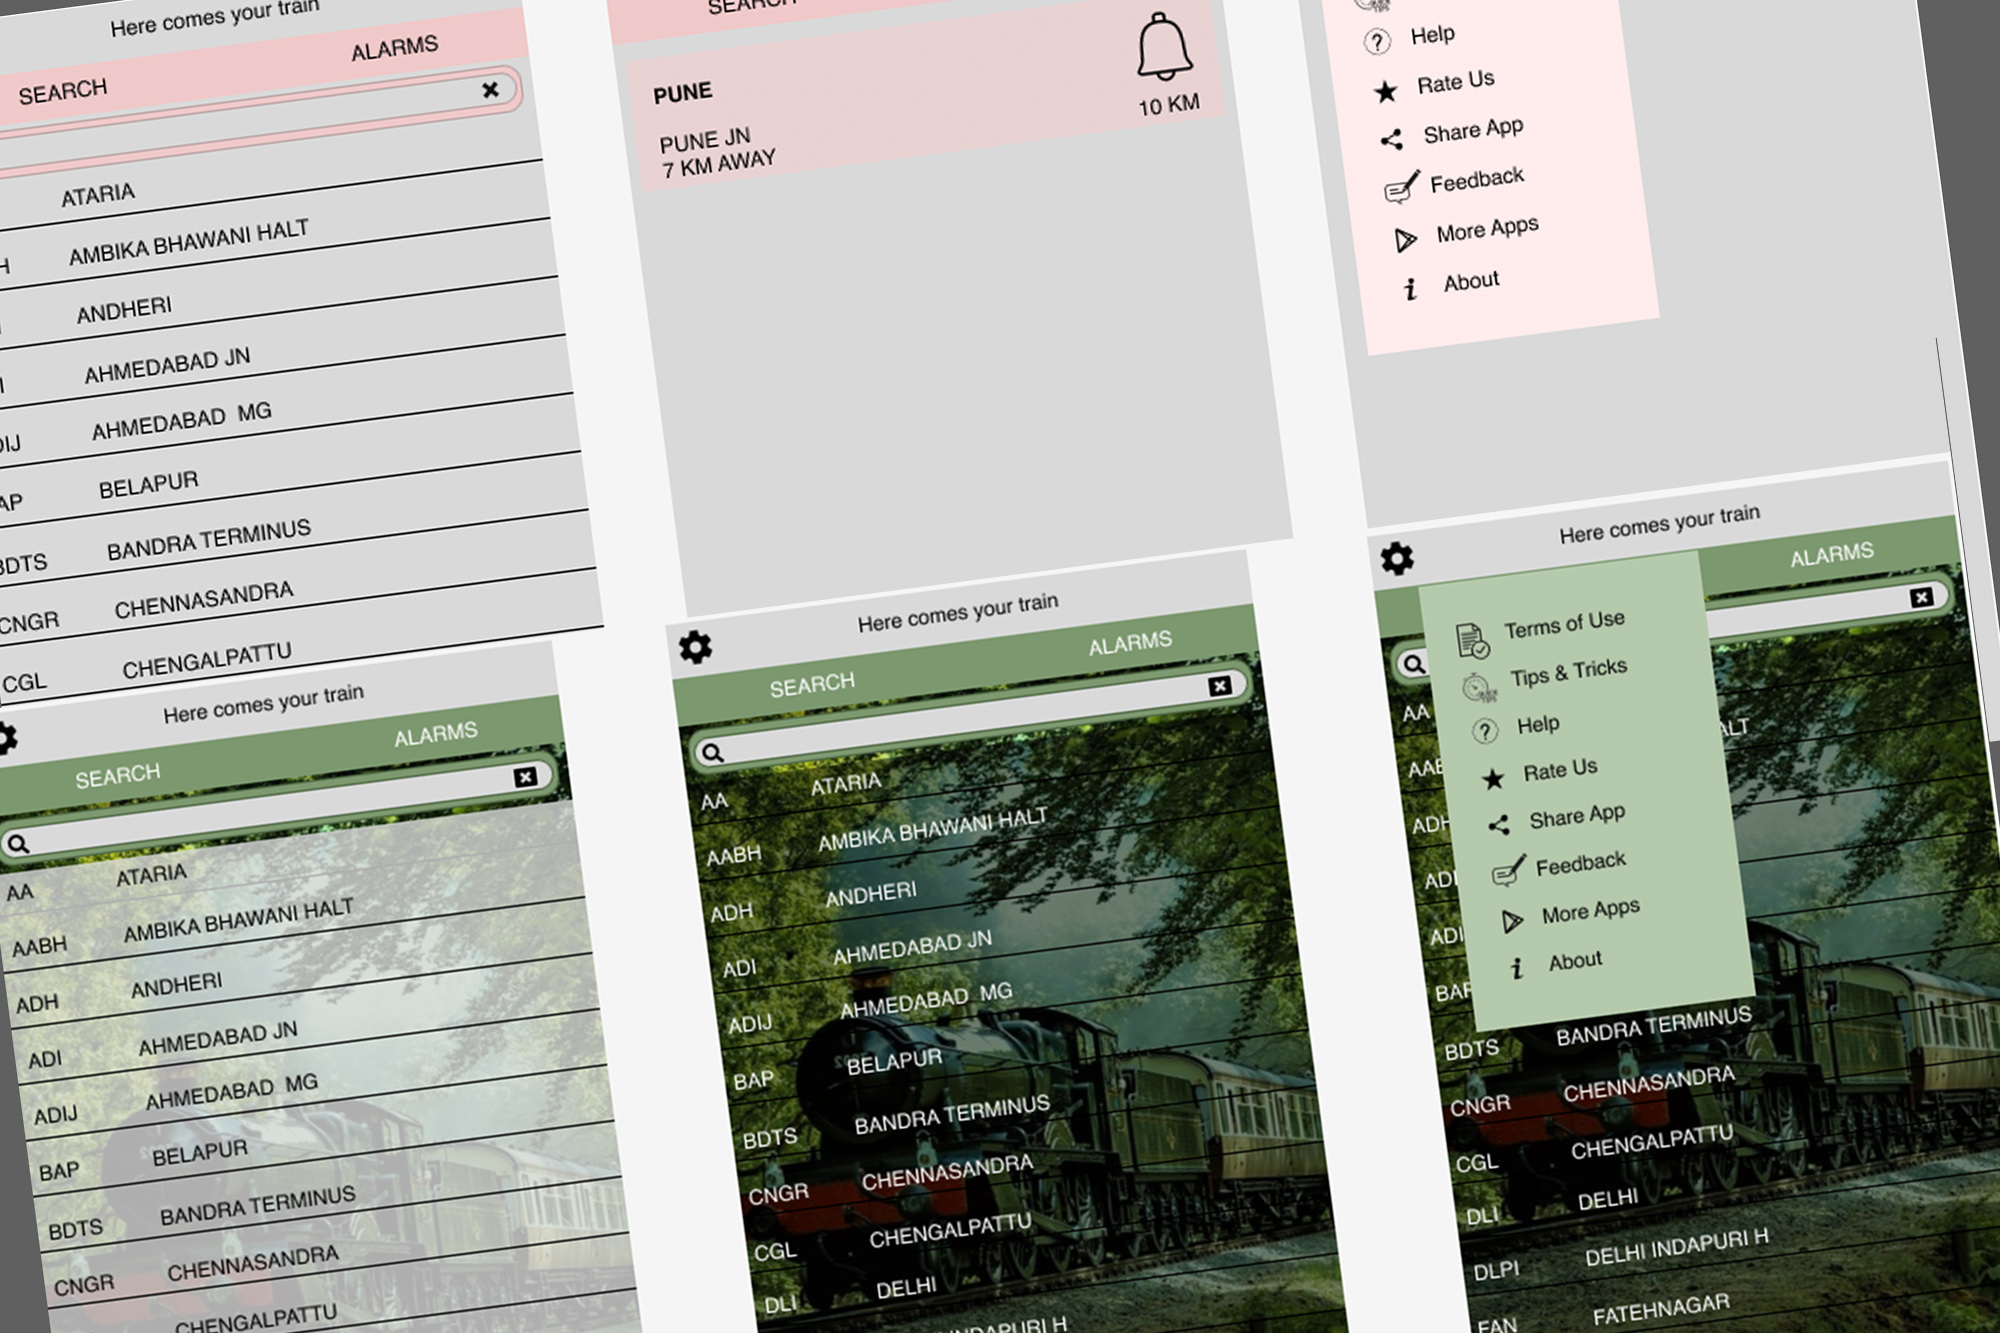 Here comes your train
SEARCH
ALARMS
ATARIA
H AMBIKA BHAWANI HALT
ANDHERI
AHMEDABAD JN
DIJ AHMEDABAD MG
AP BELAPUR
BDTS BANDRA TERMINUS
CNGR CHENNASANDRA
CGL CHENGALPATTU
SEARCH
PUNE
PUNE JN
7 KM AWAY
10 KM
Help
Rate Us
Share App
Feedback
More Apps
About
Here comes your train
SEARCH
ALARMS
AA ATARIA
AABH AMBIKA BHAWANI HALT
ADH ANDHERI
ADI AHMEDABAD JN
ADIJ AHMEDABAD MG
BAP BELAPUR
BDTS BANDRA TERMINUS
CNGR CHENNASANDRA
CHENGALPATTU
Here comes your train
SEARCH
ALARMS
AA ATARIA
AABH AMBIKA BHAWANI HALT
ADH ANDHERI
ADI AHMEDABAD JN
ADIJ AHMEDABAD MG
BAP BELAPUR
BDTS BANDRA TERMINUS
CNGR CHENNASANDRA
CGL CHENGALPATTU
DLI DELHI
NDAPURI H
Here comes your train
ALARMS
Terms of Use
Tips & Tricks
Help
Rate Us
Share App
Feedback
More Apps
About
AA
AAB ALT
ADH
ADI
ADI
BAP
BDTS BANDRA TERMINUS
CNGR CHENNASANDRA
CGL CHENGALPATTU
DLI DELHI
DLPI DELHI INDAPURI H
FAN FATEHNAGAR